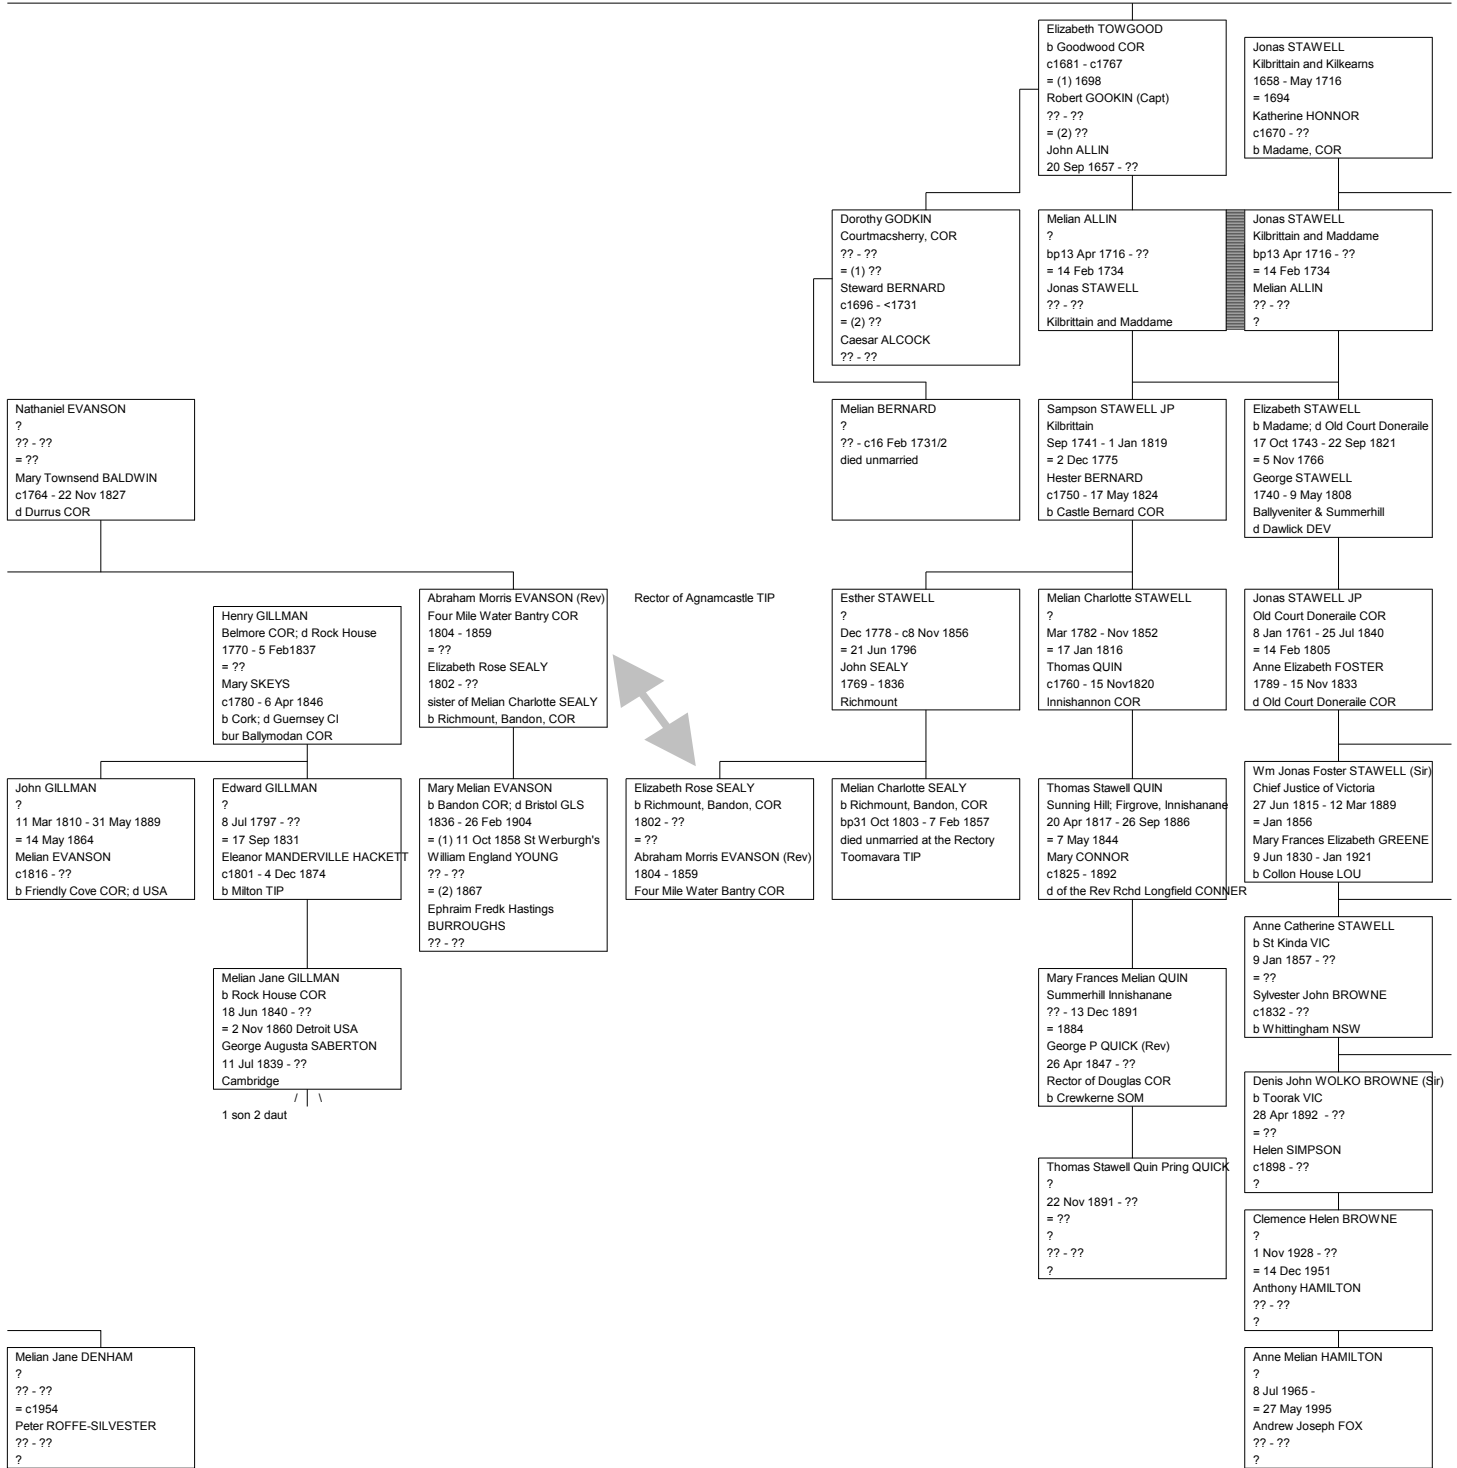 Elizabeth TOWGOOD
b Goodwood COR
c1681 - c1767
= (1) 1698
Robert GOOKIN (Capt)
?? - ??
= (2) ??
John ALLIN
20 Sep 1657 - ??
Jonas STAWELL
Kilbrittain and Kilkearns
1658 - May 1716
= 1694
Katherine HONNOR
c1670 - ??
b Madame, COR
Dorothy GODKIN
Courtmacsherry, COR
?? - ??
= (1) ??
Steward BERNARD
c1696 - <1731
= (2) ??
Caesar ALCOCK
?? - ??
Melian ALLIN
?
bp13 Apr 1716 - ??
= 14 Feb 1734
Jonas STAWELL
?? - ??
Kilbrittain and Maddame
Jonas STAWELL
Kilbrittain and Maddame
bp13 Apr 1716 - ??
= 14 Feb 1734
Melian ALLIN
?? - ??
?
Nathaniel EVANSON
?
?? - ??
= ??
Mary Townsend BALDWIN
c1764 - 22 Nov 1827
d Durrus COR
Melian BERNARD
?
?? - c16 Feb 1731/2
died unmarried
Sampson STAWELL JP
Kilbrittain
Sep 1741 - 1 Jan 1819
= 2 Dec 1775
Hester BERNARD
c1750 - 17 May 1824
b Castle Bernard COR
Elizabeth STAWELL
b Madame; d Old Court Doneraile
17 Oct 1743 - 22 Sep 1821
= 5 Nov 1766
George STAWELL
1740 - 9 May 1808
Ballyveniter & Summerhill
d Dawlick DEV
Henry GILLMAN
Belmore COR; d Rock House
1770 - 5 Feb1837
= ??
Mary SKEYS
c1780 - 6 Apr 1846
b Cork; d Guernsey CI
bur Ballymodan COR
Abraham Morris EVANSON (Rev)
Four Mile Water Bantry COR
1804 - 1859
= ??
Elizabeth Rose SEALY
1802 - ??
sister of Melian Charlotte SEALY
b Richmount, Bandon, COR
Rector of Agnamcastle TIP
Esther STAWELL
?
Dec 1778 - c8 Nov 1856
= 21 Jun 1796
John SEALY
1769 - 1836
Richmount
Melian Charlotte STAWELL
?
Mar 1782 - Nov 1852
= 17 Jan 1816
Thomas QUIN
c1760 - 15 Nov1820
Innishannon COR
Jonas STAWELL JP
Old Court Doneraile COR
8 Jan 1761 - 25 Jul 1840
= 14 Feb 1805
Anne Elizabeth FOSTER
1789 - 15 Nov 1833
d Old Court Doneraile COR
John GILLMAN
?
11 Mar 1810 - 31 May 1889
= 14 May 1864
Melian EVANSON
c1816 - ??
b Friendly Cove COR; d USA
Edward GILLMAN
?
8 Jul 1797 - ??
= 17 Sep 1831
Eleanor MANDERVILLE HACKETT
c1801 - 4 Dec 1874
b Milton TIP
Mary Melian EVANSON
b Bandon COR; d Bristol GLS
1836 - 26 Feb 1904
= (1) 11 Oct 1858 St Werburgh's
William England YOUNG
?? - ??
= (2) 1867
Ephraim Fredk Hastings
BURROUGHS
?? - ??
Elizabeth Rose SEALY
b Richmount, Bandon, COR
1802 - ??
= ??
Abraham Morris EVANSON (Rev)
1804 - 1859
Four Mile Water Bantry COR
Melian Charlotte SEALY
b Richmount, Bandon, COR
bp31 Oct 1803 - 7 Feb 1857
died unmarried at the Rectory
Toomavara TIP
Thomas Stawell QUIN
Sunning Hill; Firgrove, Innishanane
20 Apr 1817 - 26 Sep 1886
= 7 May 1844
Mary CONNOR
c1825 - 1892
d of the Rev Rchd Longfield CONNER
Wm Jonas Foster STAWELL (Sir)
Chief Justice of Victoria
27 Jun 1815 - 12 Mar 1889
= Jan 1856
Mary Frances Elizabeth GREENE
9 Jun 1830 - Jan 1921
b Collon House LOU
Anne Catherine STAWELL
b St Kinda VIC
9 Jan 1857 - ??
= ??
Sylvester John BROWNE
c1832 - ??
b Whittingham NSW
Melian Jane GILLMAN
b Rock House COR
18 Jun 1840 - ??
= 2 Nov 1860 Detroit USA
George Augusta SABERTON
11 Jul 1839 - ??
Cambridge
/ \
1 son 2 daut
Mary Frances Melian QUIN
Summerhill Innishanane
?? - 13 Dec 1891
= 1884
George P QUICK (Rev)
26 Apr 1847 - ??
Rector of Douglas COR
b Crewkerne SOM
Denis John WOLKO BROWNE (Sir)
b Toorak VIC
28 Apr 1892 - ??
= ??
Helen SIMPSON
c1898 - ??
?
Thomas Stawell Quin Pring QUICK
?
22 Nov 1891 - ??
= ??
?
?? - ??
?
Clemence Helen BROWNE
?
1 Nov 1928 - ??
= 14 Dec 1951
Anthony HAMILTON
?? - ??
?
Melian Jane DENHAM
?
?? - ??
= c1954
Peter ROFFE-SILVESTER
?? - ??
?
Anne Melian HAMILTON
?
8 Jul 1965 -
= 27 May 1995
Andrew Joseph FOX
?? - ??
?